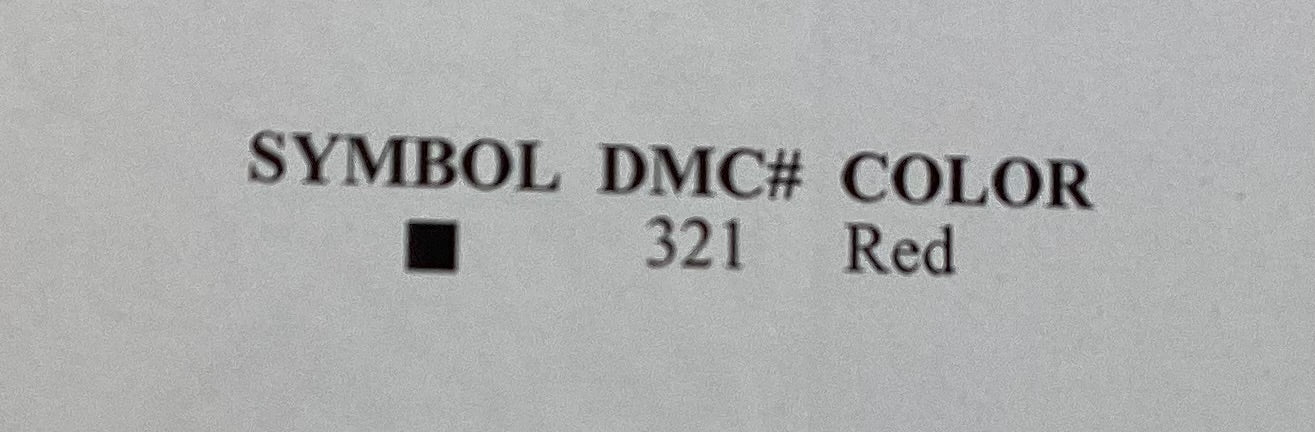 SYMBOL DMC# COLOR
■ 321 Red